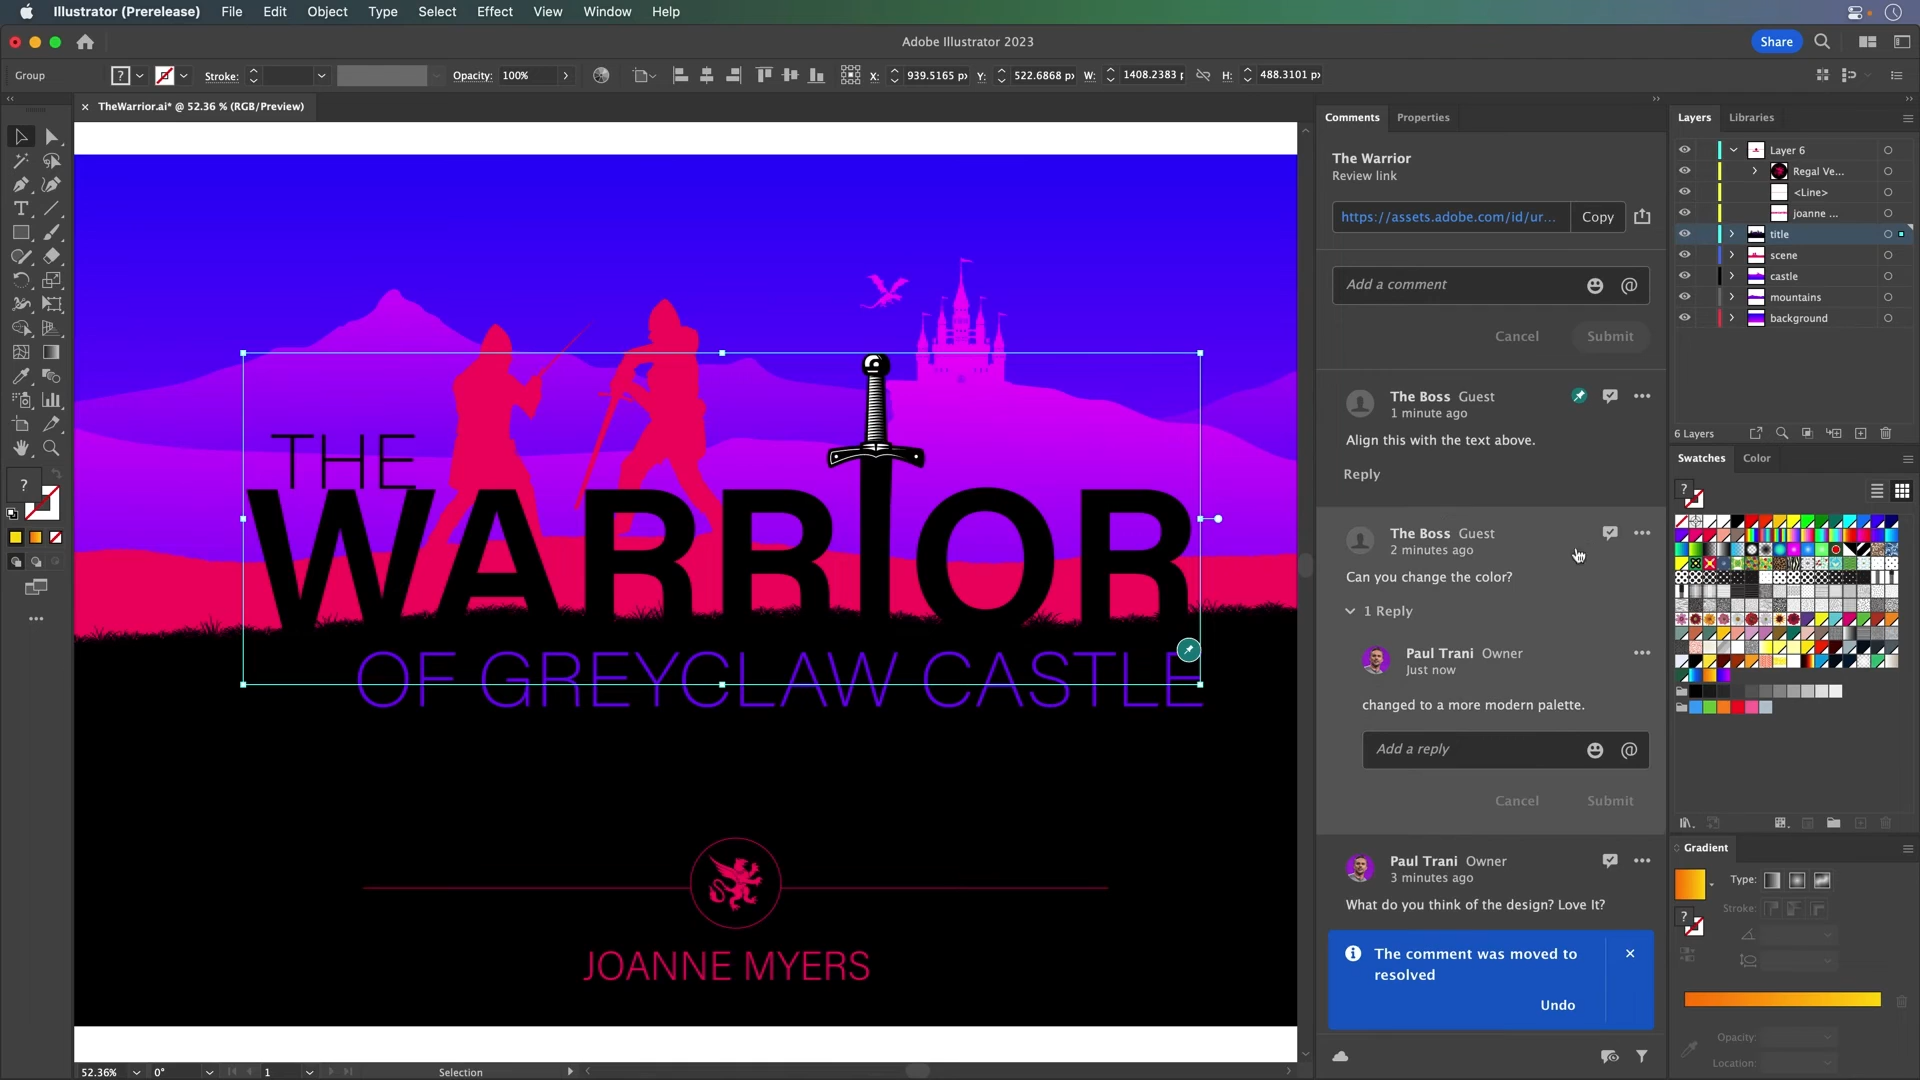 Illustrator (Prerelease) File Edit Object Type Select Effect View Window Help
Adobe Illustrator 2023
Share
Group
?
Stroke:
Opacity: 100%
X: 939.5165 px
Y: 522.6868 px
W: 1408.2383 p
H: 488.3101 px
TheWarrior.ai* @ 52.36 % (RGB/Preview)
THE
WARRIOR
OF GREYCLAW CASTLE
JOANNE MYERS
?
52.36%
0°
1
Selection
Comments Properties
The Warrior
Review link
https://assets.adobe.com/id/ur...
Copy
Add a comment
@
Cancel Submit
The Boss Guest
1 minute ago
Align this with the text above.
Reply
The Boss Guest
2 minutes ago
Can you change the color?
1 Reply
Paul Trani Owner
Just now
changed to a more modern palette.
Add a reply
@
Cancel Submit
Paul Trani Owner
3 minutes ago
What do you think of the design? Love It?
The comment was moved to
resolved
Undo
Layers Libraries
Layer 6
Regal Ve...
<Line>
joanne ...
title
scene
castle
mountains
background
6 Layers
Swatches Color
?
Gradient
Type:
Stroke:
?
Opacity:
Location: